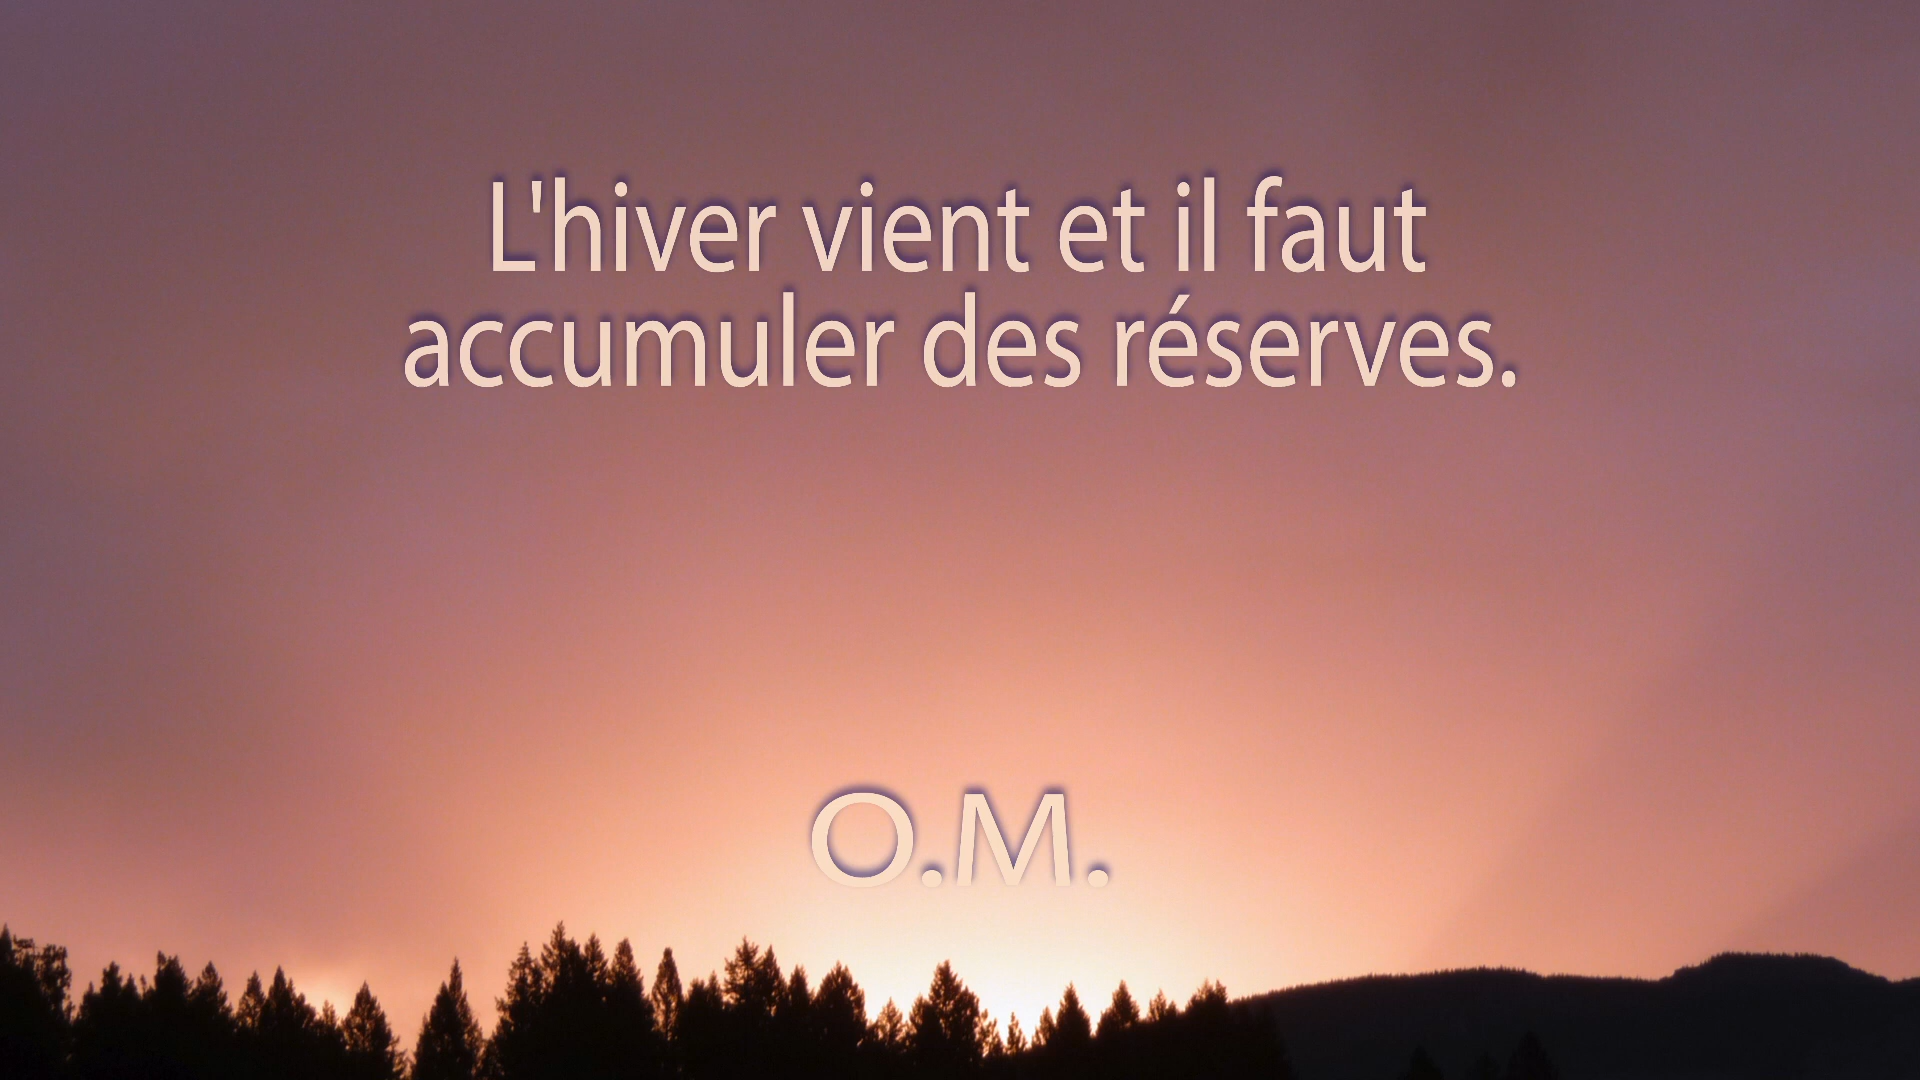 L'hiver vient et il faut
accumuler des réserves.
O.M.